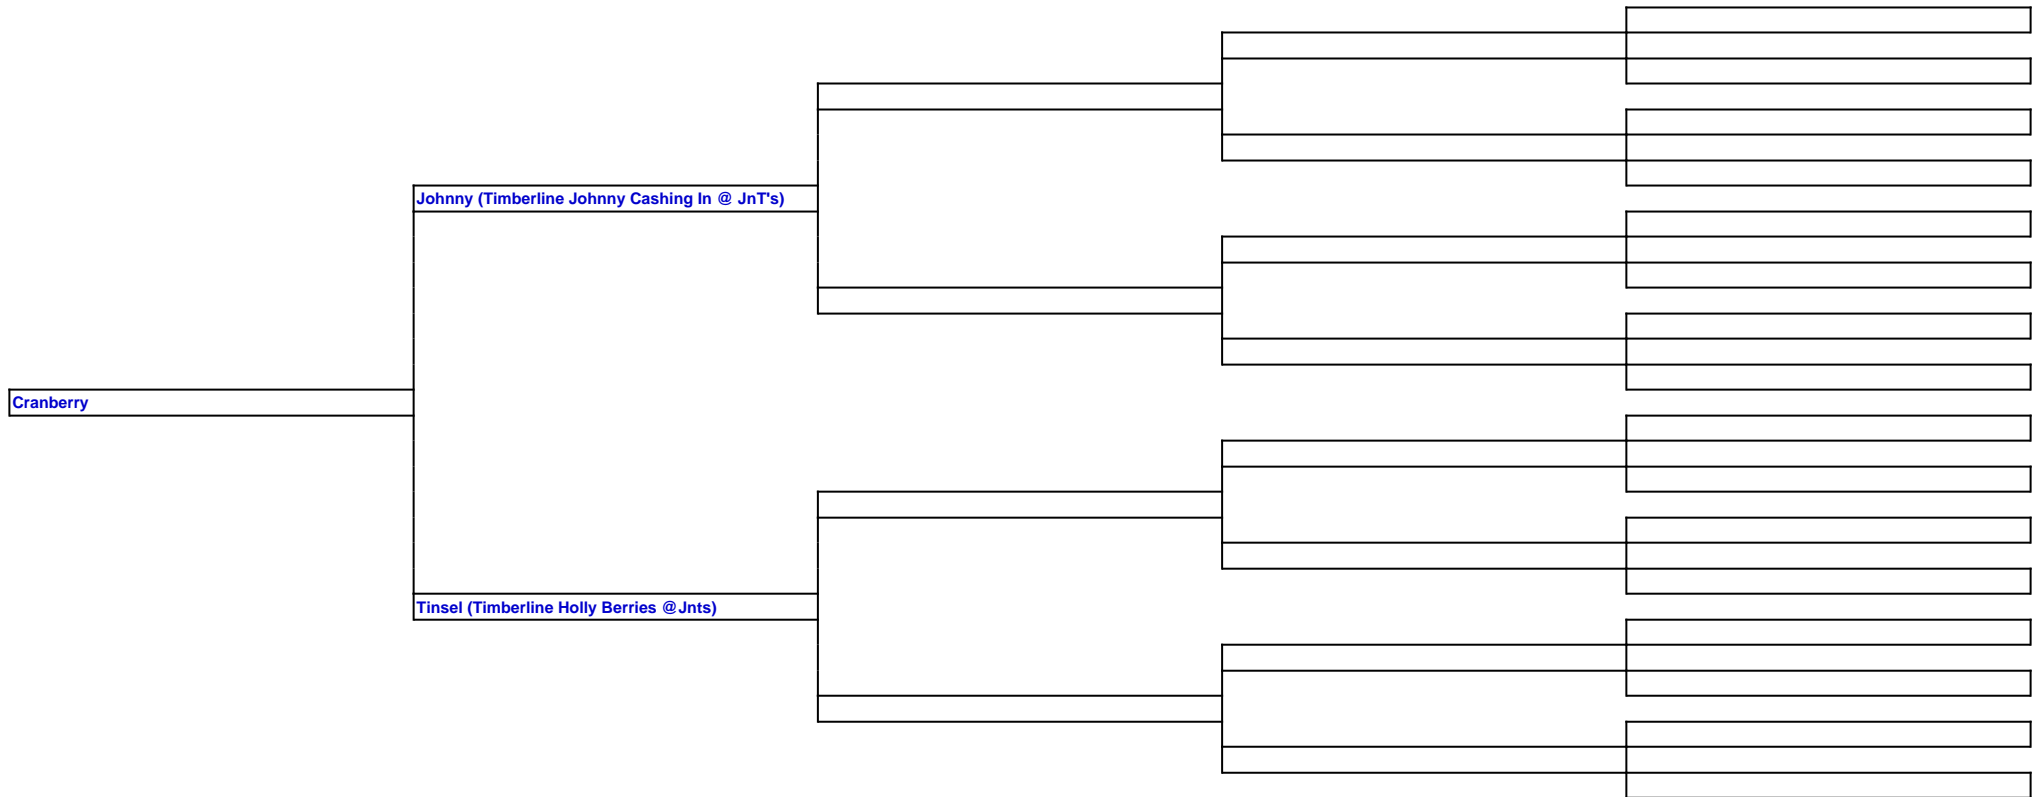 Johnny (Timberline Johnny Cashing In @ JnT's)
Cranberry
Tinsel (Timberline Holly Berries @Jnts)